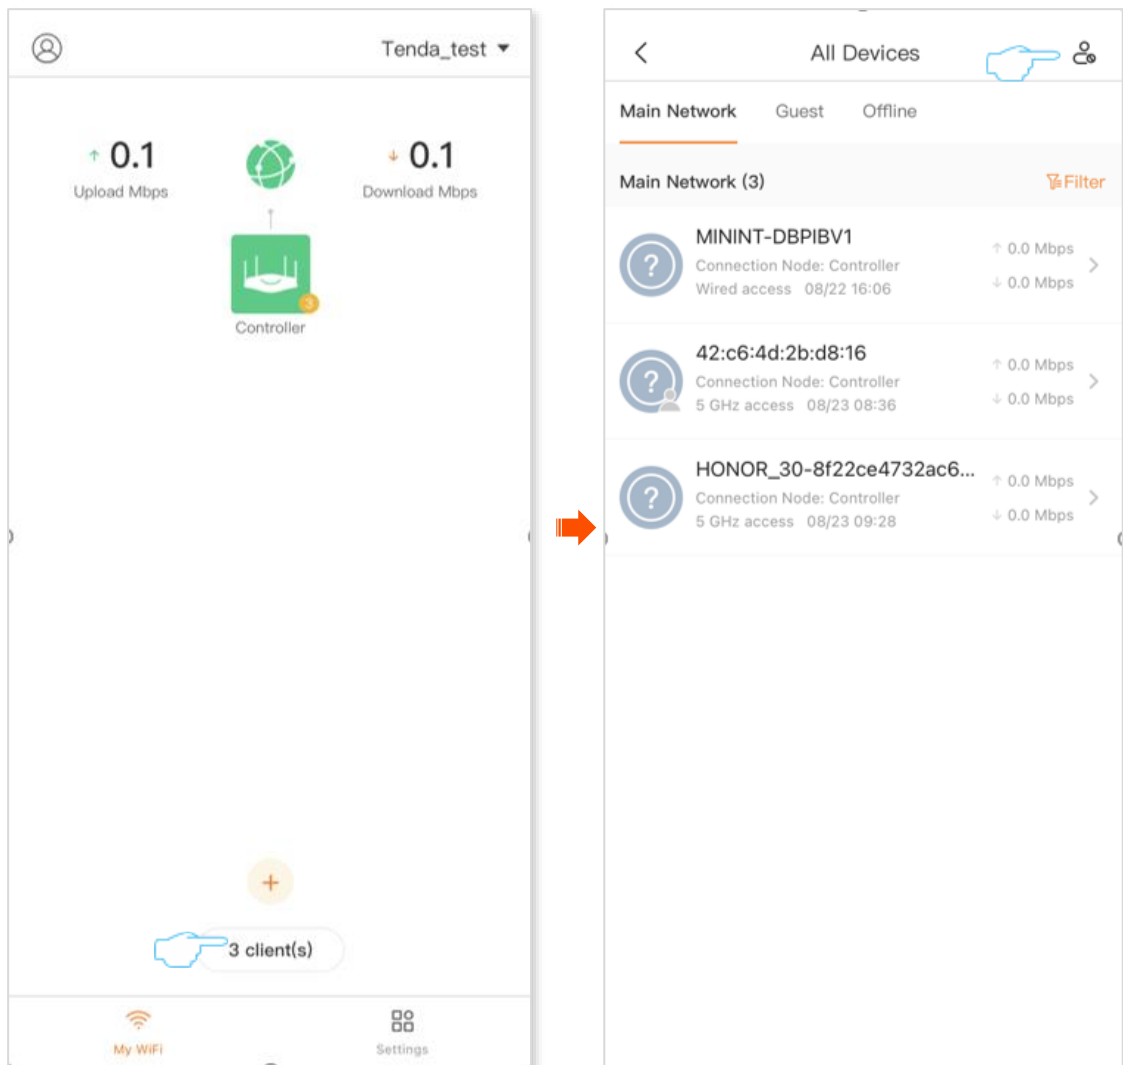 Tenda_test
0.1
Upload Mbps
0.1
Download Mbps
3
Controller
3 client(s)
My WiFi
Settings
All Devices
Main Network
Guest
Offline
Main Network (3)
Filter
MININT-DBPIBV1
Connection Node: Controller
Wired access 08/22 16:06
↑ 0.0 Mbps
↓ 0.0 Mbps
42:c6:4d:2b:d8:16
Connection Node: Controller
5 GHz access 08/23 08:36
↑ 0.0 Mbps
↓ 0.0 Mbps
HONOR_30-8f22ce4732ac6...
Connection Node: Controller
5 GHz access 08/23 09:28
↑ 0.0 Mbps
↓ 0.0 Mbps